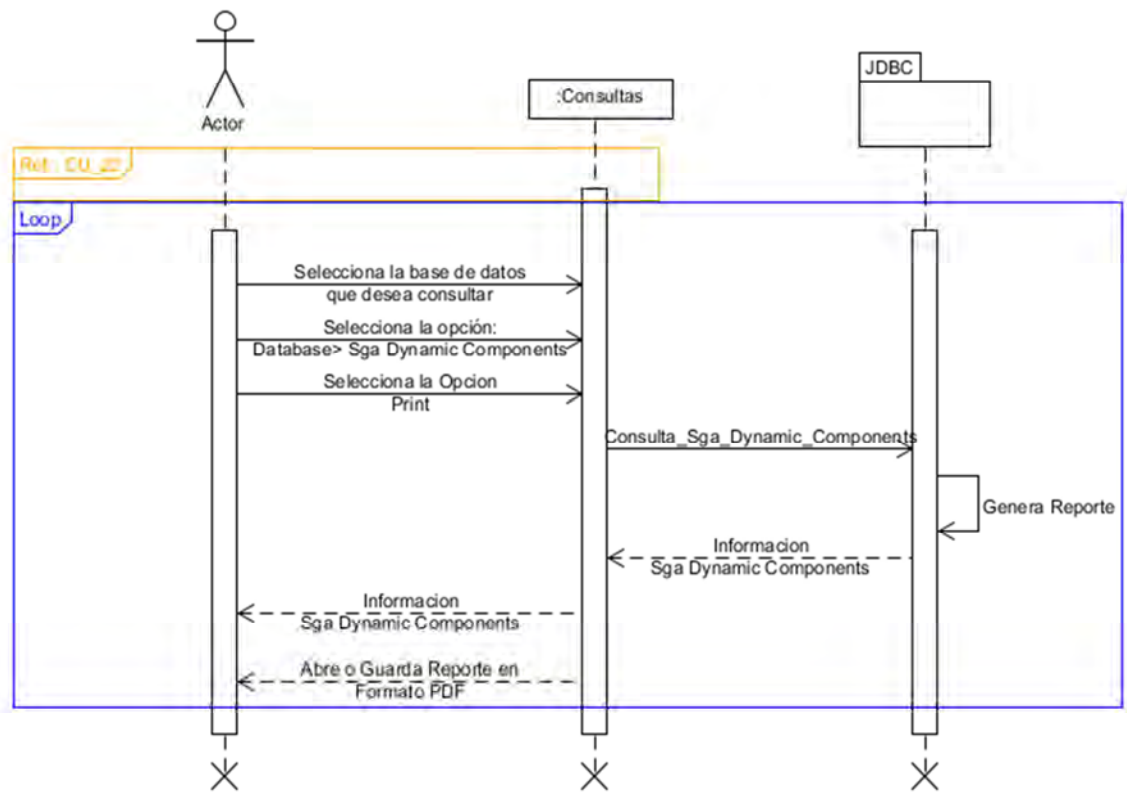 JDBC
:Consultas
Actor
Ref: CU_22
Loop
Selecciona la base de datos
que desea consultar
Selecciona la opción:
Database> Sga Dynamic Components
Selecciona la Opcion
Print
Consulta_Sga_Dynamic_Components
Genera Reporte
Informacion
Sga Dynamic Components
Informacion
Sga Dynamic Components
Abre o Guarda Reporte en
Formato PDF